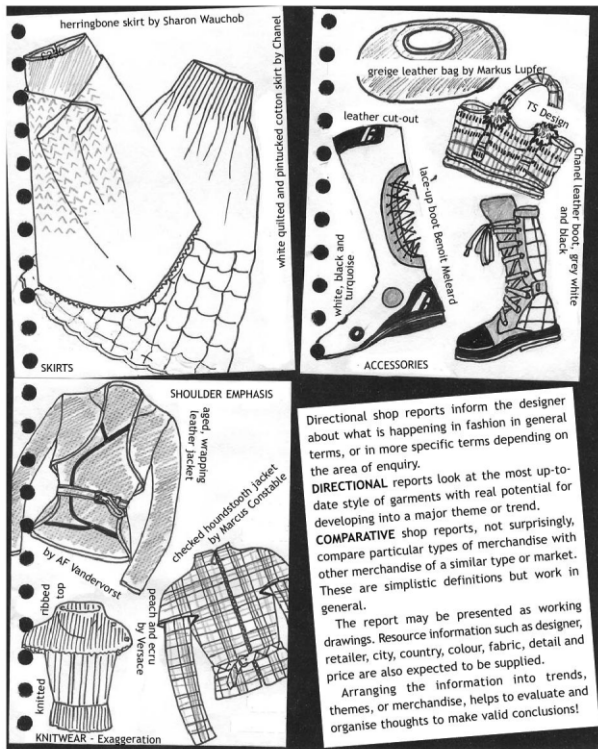 herringbone skirt by Sharon Wauchob
white quilted and pintucked cotton skirt by Chanel
SKIRTS
greige leather bag by Markus Lupfer
TS Design
leather cut-out
lace-up boot Benoit Meleard
white, black and
turquoise
Chanel leather boot, grey white
and black
ACCESSORIES
SHOULDER EMPHASIS
aged, wrapping
leather jacket
by AF Vandervorst
checked houndstooth jacket
by Marcus Constable
ribbed
top
knitted
peach and ecru
by Versace
KNITWEAR - Exaggeration
Directional shop reports inform the designer
about what is happening in fashion in general
terms, or in more specific terms depending on
the area of enquiry.
DIRECTIONAL reports look at the most up-to-
date style of garments with real potential for
developing into a major theme or trend.
COMPARATIVE shop reports, not surprisingly,
compare particular types of merchandise with
other merchandise of a similar type or market.
These are simplistic definitions but work in
general.
The report may be presented as working
drawings. Resource information such as designer,
retailer, city, country, colour, fabric, detail and
price are also expected to be supplied.
Arranging the information into trends,
themes, or merchandise, helps to evaluate and
organise thoughts to make valid conclusions!